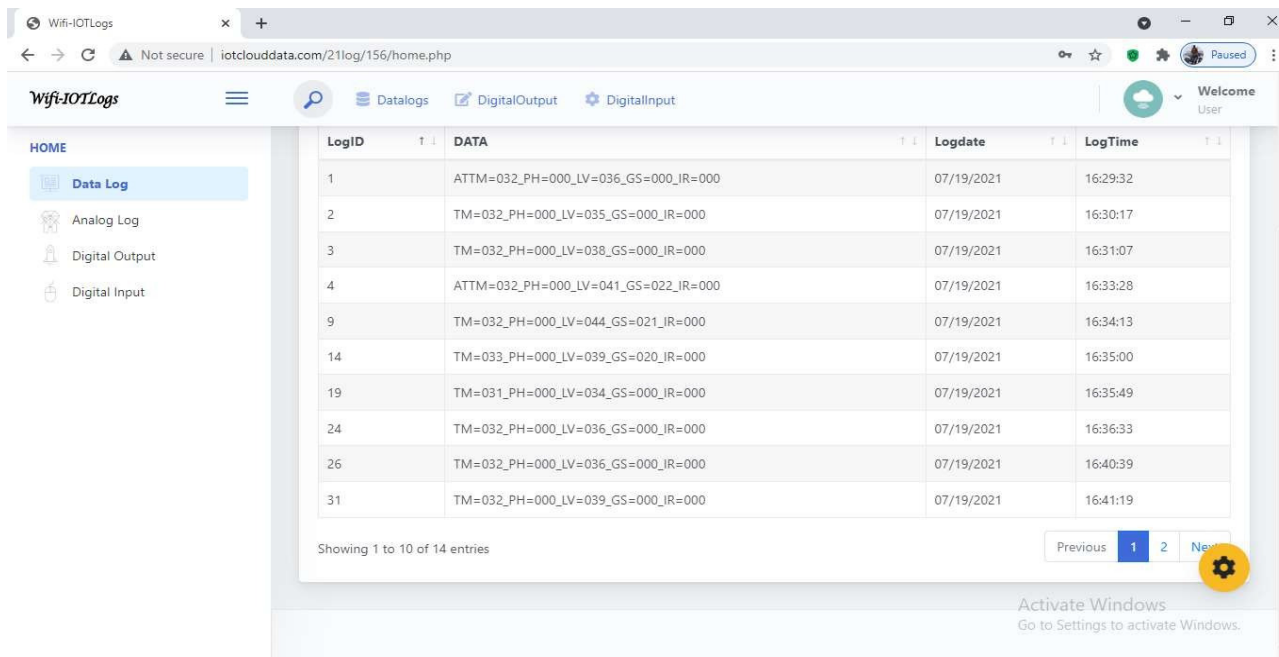 Wifi-IOTLogs
Not secure | iotclouddata.com/21log/156/home.php
Paused
Wifi-IOTLogs Datalogs DigitalOutput DigitalInput Welcome
User
HOME
Data Log
Analog Log
Digital Output
Digital Input
LogID DATA Logdate LogTime
1 ATTM=032_PH=000_LV=036_GS=000_IR=000 07/19/2021 16:29:32
2 TM=032_PH=000_LV=035_GS=000_IR=000 07/19/2021 16:30:17
3 TM=032_PH=000_LV=038_GS=000_IR=000 07/19/2021 16:31:07
4 ATTM=032_PH=000_LV=041_GS=022_IR=000 07/19/2021 16:33:28
9 TM=032_PH=000_LV=044_GS=021_IR=000 07/19/2021 16:34:13
14 TM=033_PH=000_LV=039_GS=020_IR=000 07/19/2021 16:35:00
19 TM=031_PH=000_LV=034_GS=000_IR=000 07/19/2021 16:35:49
24 TM=032_PH=000_LV=036_GS=000_IR=000 07/19/2021 16:36:33
26 TM=032_PH=000_LV=036_GS=000_IR=000 07/19/2021 16:40:39
31 TM=032_PH=000_LV=039_GS=000_IR=000 07/19/2021 16:41:19
Showing 1 to 10 of 14 entries
Previous 1 2
Activate Windows
Go to Settings to activate Windows.